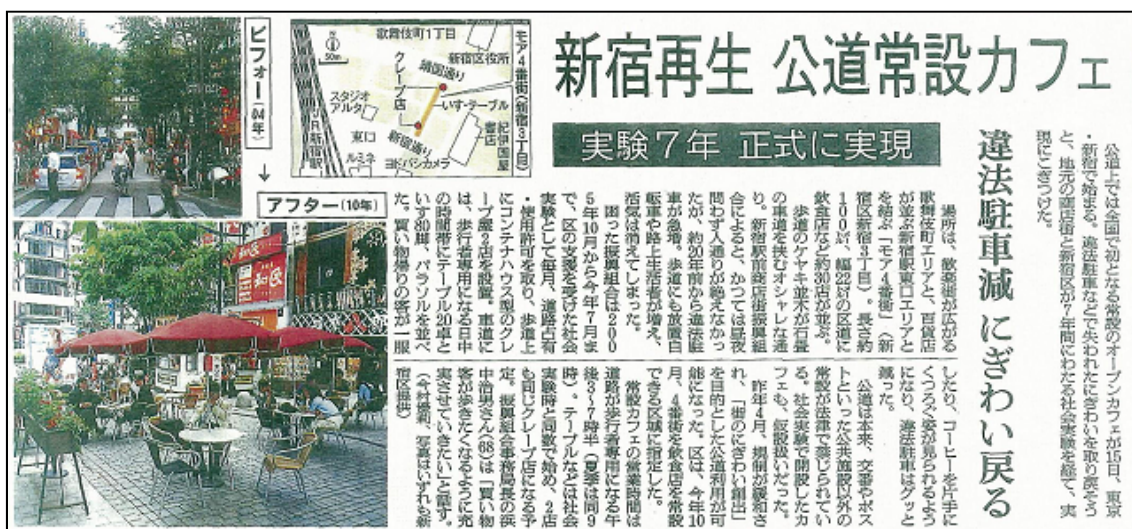 新宿再生 公道常設カフェ
実験7年 正式に実現
違法駐車減 にぎわい戻る
公道上では全国で初となる常設のオープンカフェが15日、東京
・新宿で始まる。違法駐車などで失われたにぎわいを取り戻そう
と、地元の商店街と新宿区が7年間にわたる社会実験を経て、実
現にこぎつけた。
場所は、歓楽街が広がる
歌舞伎町エリアと、百貨店
が並ぶ新宿駅東口エリアと
を結ぶ「モア4番街」(新
宿区新宿3丁目)。長さ約
100㍍、幅22㍍の区道に
飲食店など約30店が並ぶ。
歩道のケヤキ並木が石畳
の車道を挟むオシャレな通
り。新宿駅前商店街振興組
合によると、かつては昼夜
問わず人通りが絶えなかっ
たが、約20年前から違法駐
車が急増。歩道にも放置自
転車や路上生活者が増え、
活気は消えてしまった。
困った振興組合は200
5年10月から今年7月ま
で、区の支援を受けた社会
実験として毎月、道路占有
・使用許可を取り、歩道上
にコンテナハウス型のクレ
ープ屋2店を設置。車道に
は、歩行者専用になる日中
の時間帯にテーブル20卓と
いす80脚、パラソルを並べ
た。買い物帰りの客が一服
したり、コーヒーを片手に
くつろぐ姿が見られるよう
になり、違法駐車はグッと
減った。
公道は本来、交番やポス
トといった公共施設以外の
常設が法律で禁じられてい
る。社会実験で開設したカ
フェも、仮設扱いだった。
昨年4月、規制が緩和さ
れ、「街のにぎわい創出」
を目的とした公道利用が可
能になった。区は、今年10
月、4番街を飲食店を常設
できる区域に指定した。
常設カフェの営業時間は
道路が歩行者専用になる午
後3~7時半(夏季は同9
時)。テーブルなどは社会
実験時と同数で始め、2店
も同じクレープ店になる予
定。振興組合事務局長の浜
中治男さん(68)は「買い物
客が歩きたくなるように充
実させていきたい」と話す。
(今村優莉、写真はいずれも新
宿区提供)
ビフォー(04年)
↓
アフター(10年)
モア4番街(新宿3丁目)
歌舞伎町1丁目
新宿区役所
靖国通り
クレープ店
いす・テーブル
スタジオ
アルタ
紀伊国屋
書店
新宿通り
東口
ルミネ
ヨドバシカメラ
JR新宿駅
N
50m